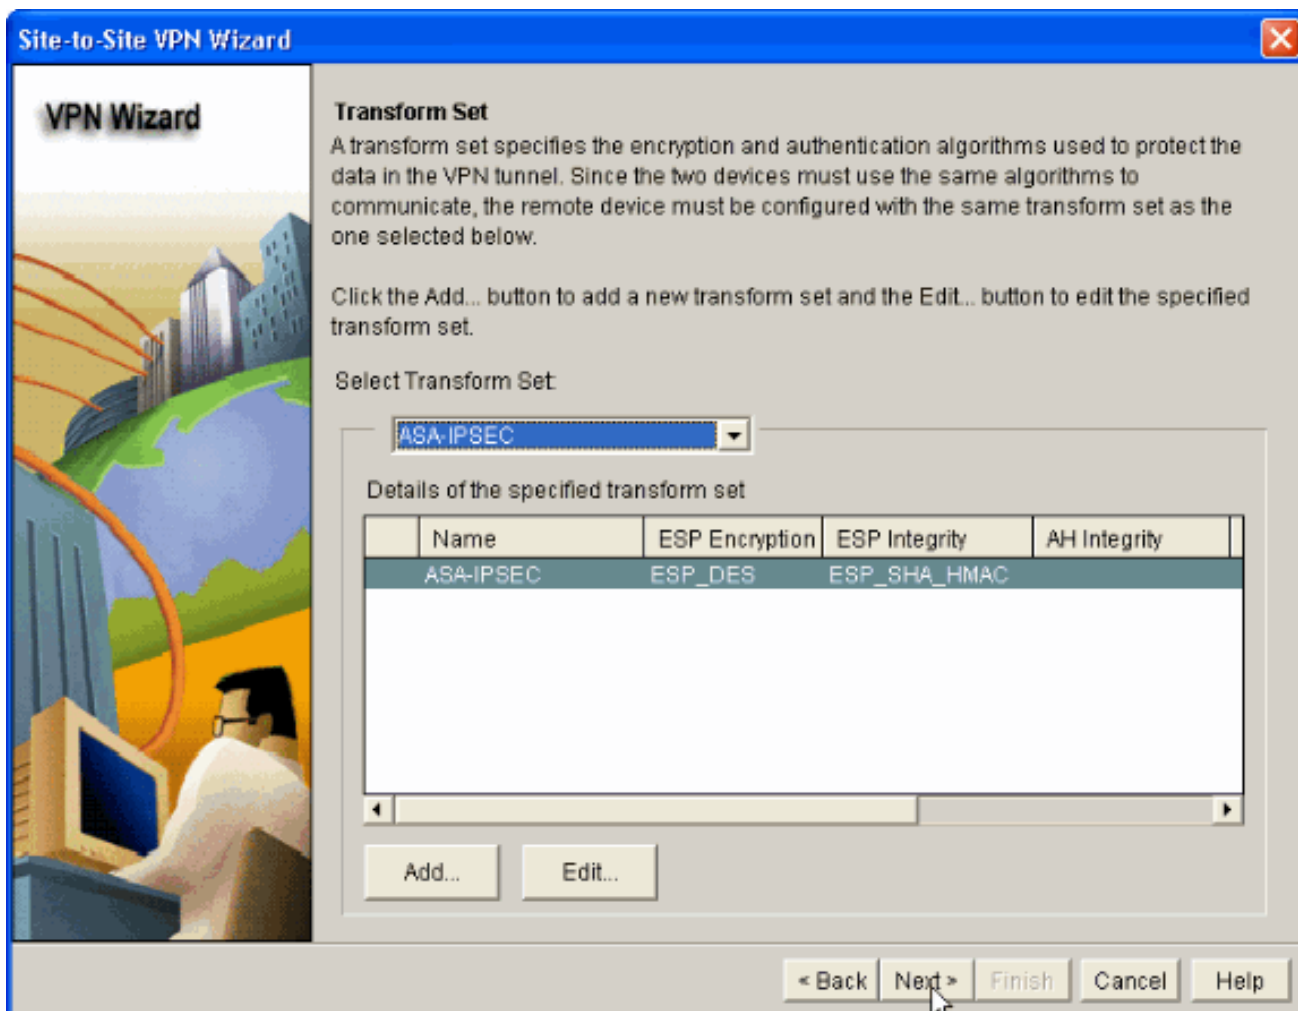 Site-to-Site VPN Wizard
VPN Wizard
Transform Set
A transform set specifies the encryption and authentication algorithms used to protect the
data in the VPN tunnel. Since the two devices must use the same algorithms to
communicate, the remote device must be configured with the same transform set as the
one selected below.
Click the Add... button to add a new transform set and the Edit... button to edit the specified
transform set.
Select Transform Set:
ASA-IPSEC
Details of the specified transform set
Name ESP Encryption ESP Integrity AH Integrity
ASA-IPSEC ESP_DES ESP_SHA_HMAC
Add... Edit...
< Back Next > Finish Cancel Help